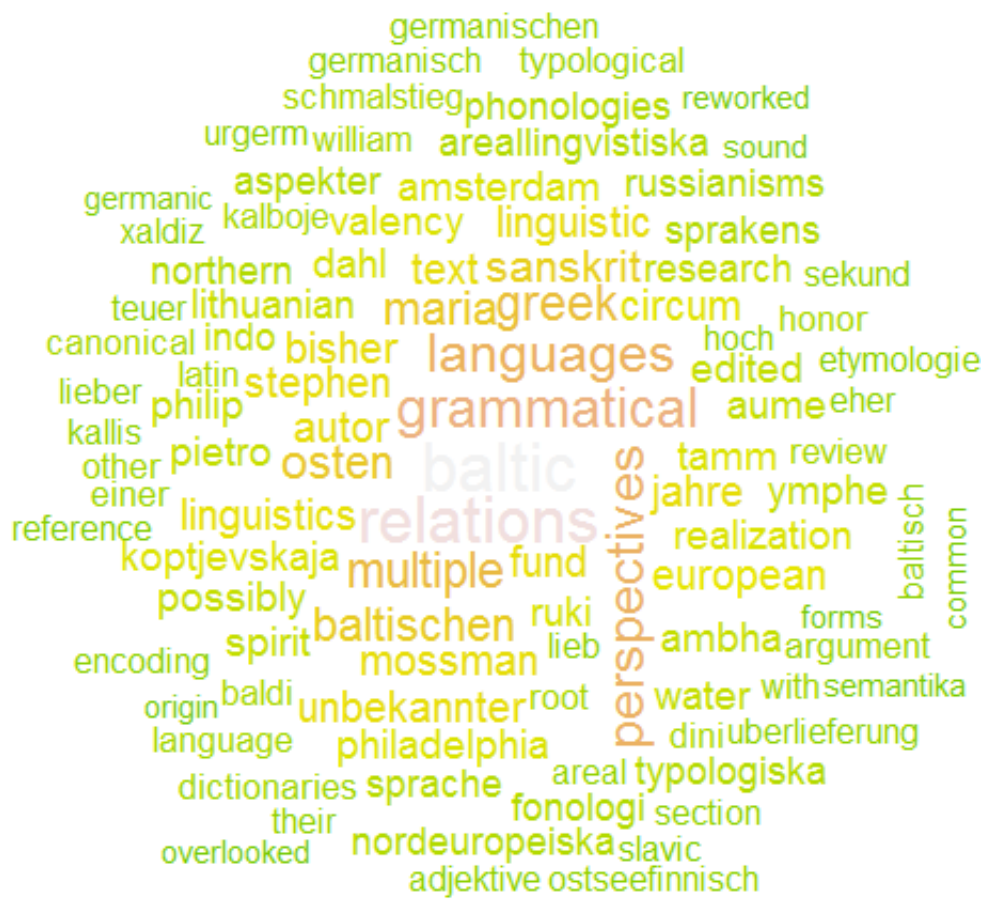 germanischen
germanisch typological
schmalstieg phonologies reworked
urgerm william areallingvistiska sound
germanic aspekter amsterdam russianisms
xaldiz kalboje valency linguistic sprakens
northern dahl text sanskrit research sekund
teuer lithuanian maria greek circum honor
canonical indo bisher languages hoch edited etymologie
lieber latin stephen grammatical aume eher
philip
kallis autor
other pietro osten baltic tamm review
einer jahre ymphe
reference linguistics relations perspectives realization baltisch common
koptjevskaja multiple fund european
possibly baltischen ruki forms
spirit lieb ambha argument
encoding mossman
origin baldi unbekannter root water with semantika
language philadelphia dini uberlieferung
dictionaries sprache areal typologiska
their fonologi section
overlooked nordeuropeiska slavic
adjektive ostseefinnisch